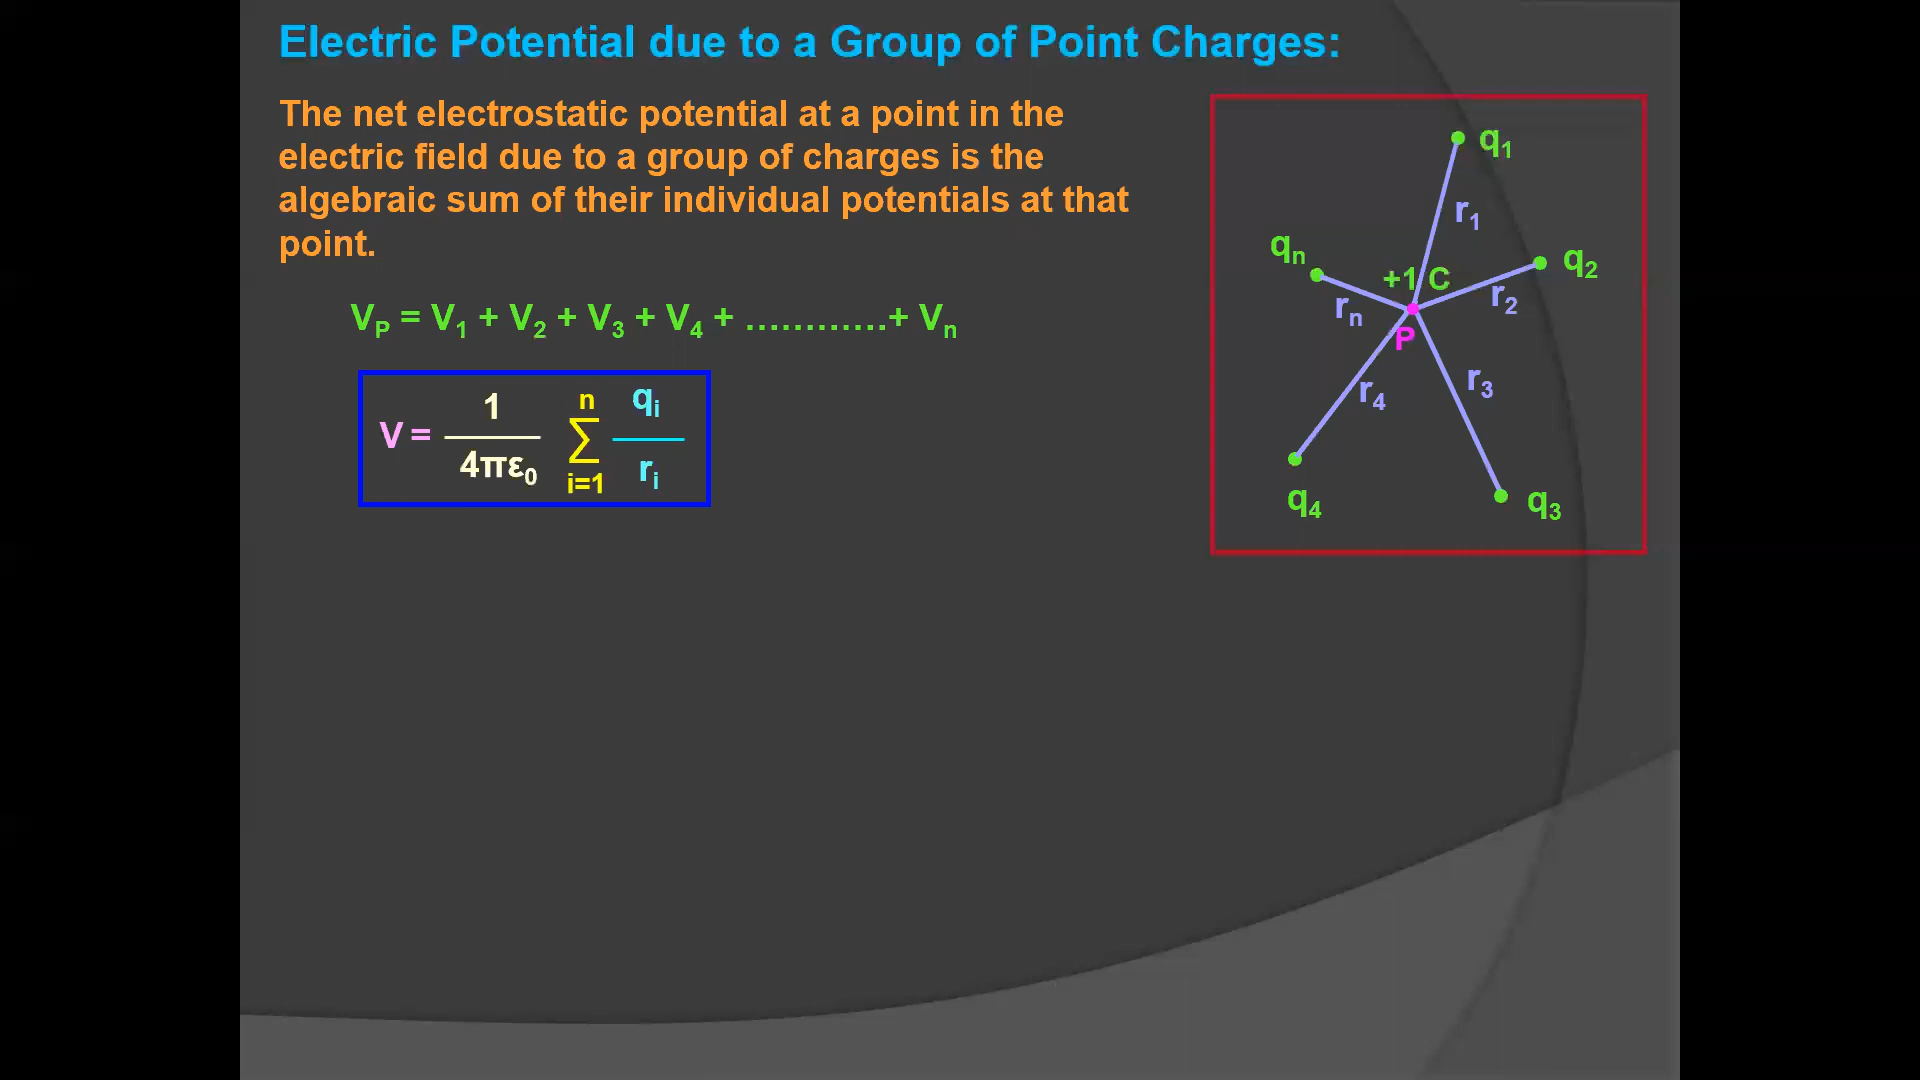 Electric Potential due to a Group of Point Charges:
The net electrostatic potential at a point in the
electric field due to a group of charges is the
algebraic sum of their individual potentials at that
point.
V_P = V_1 + V_2 + V_3 + V_4 + …………+ V_n
V = 1/4πε_0 n∑i=1 q_i/r_i
q_1
r_1
q_n
+1 C
q_2
r_n
r_2
P
r_4
r_3
q_4
q_3